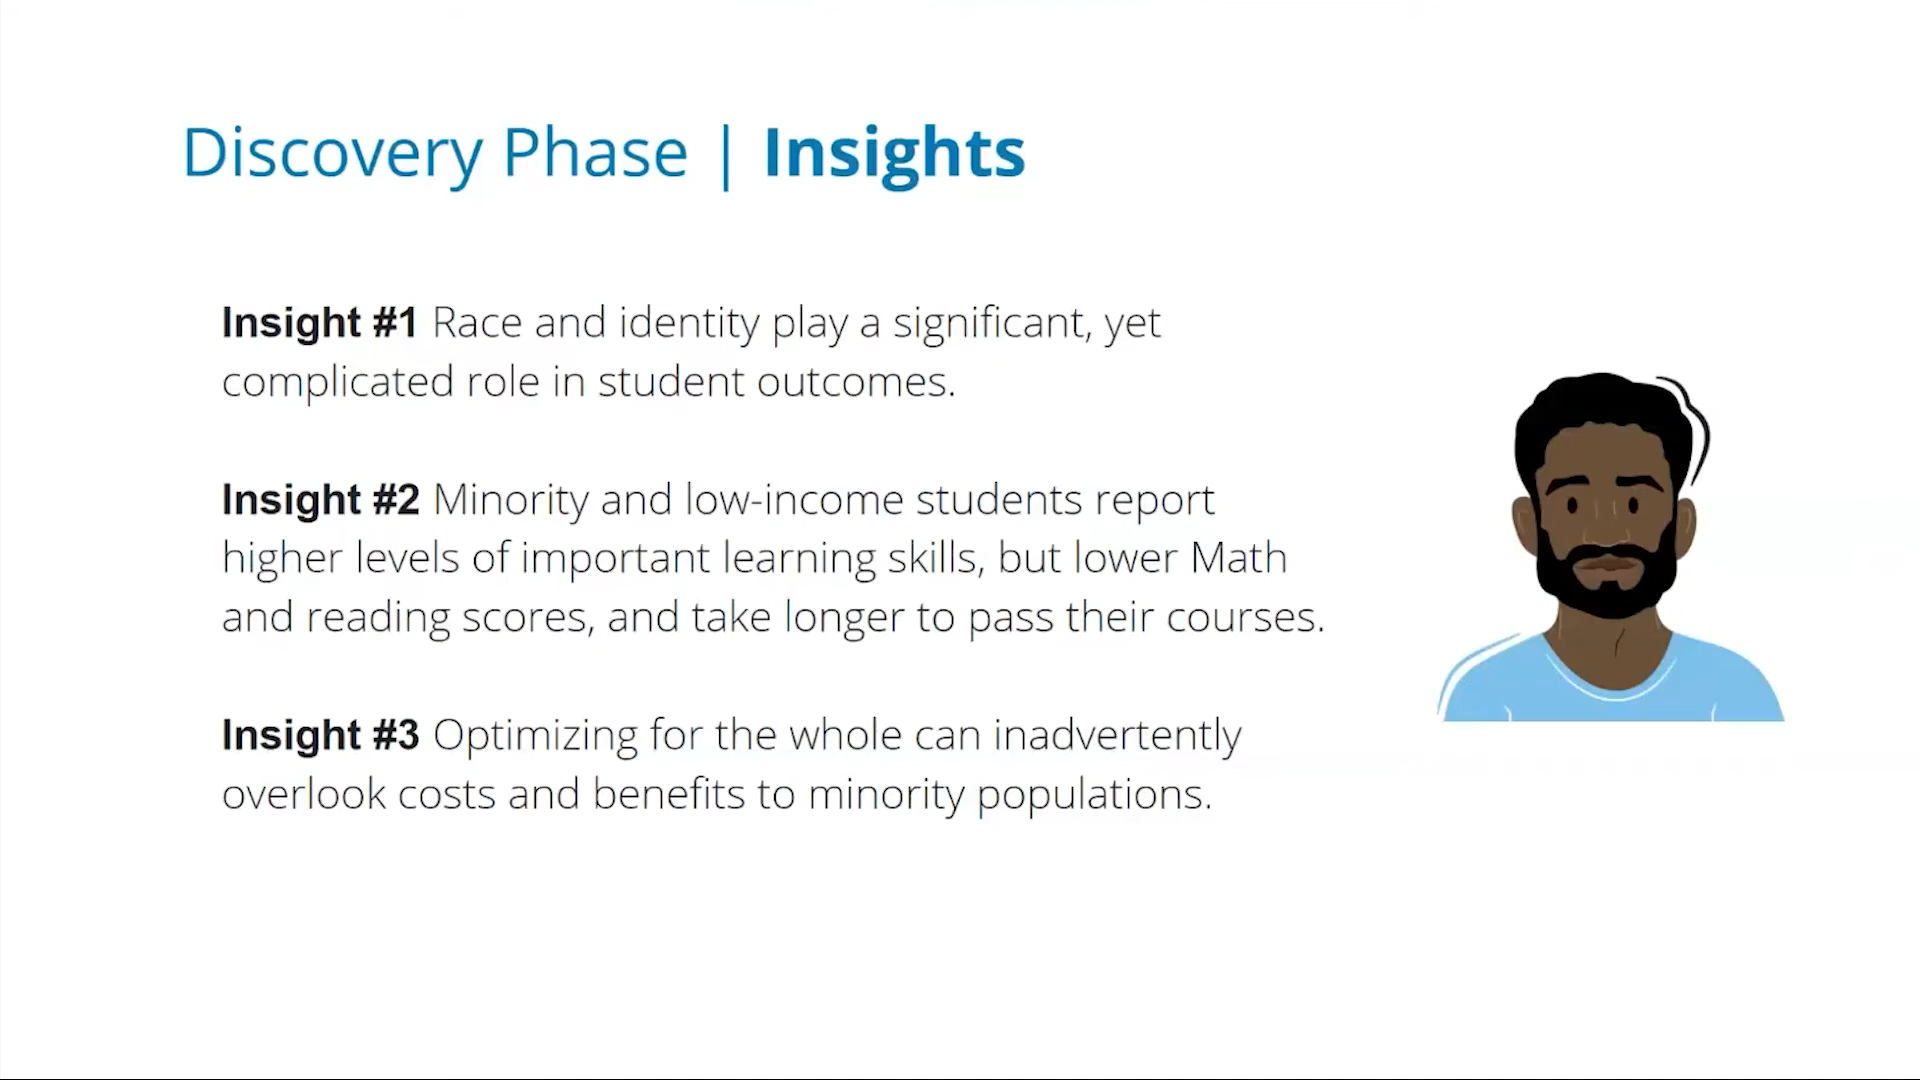 Discovery Phase | Insights
Insight #1 Race and identity play a significant, yet
complicated role in student outcomes.
Insight #2 Minority and low-income students report
higher levels of important learning skills, but lower Math
and reading scores, and take longer to pass their courses.
Insight #3 Optimizing for the whole can inadvertently
overlook costs and benefits to minority populations.